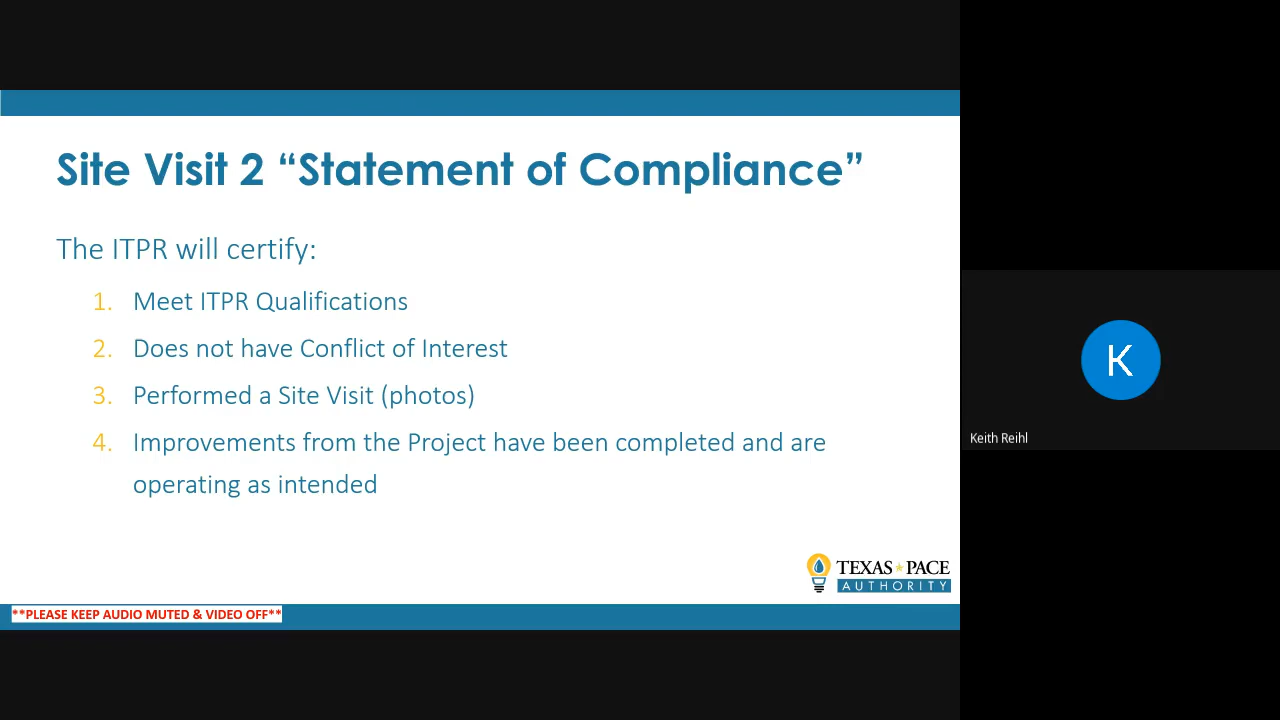 Site Visit 2 “Statement of Compliance”
The ITPR will certify:
1. Meet ITPR Qualifications
2. Does not have Conflict of Interest
3. Performed a Site Visit (photos)
4. Improvements from the Project have been completed and are
operating as intended
TEXAS PACE
AUTHORITY
**PLEASE KEEP AUDIO MUTED & VIDEO OFF**
K
Keith Reihl